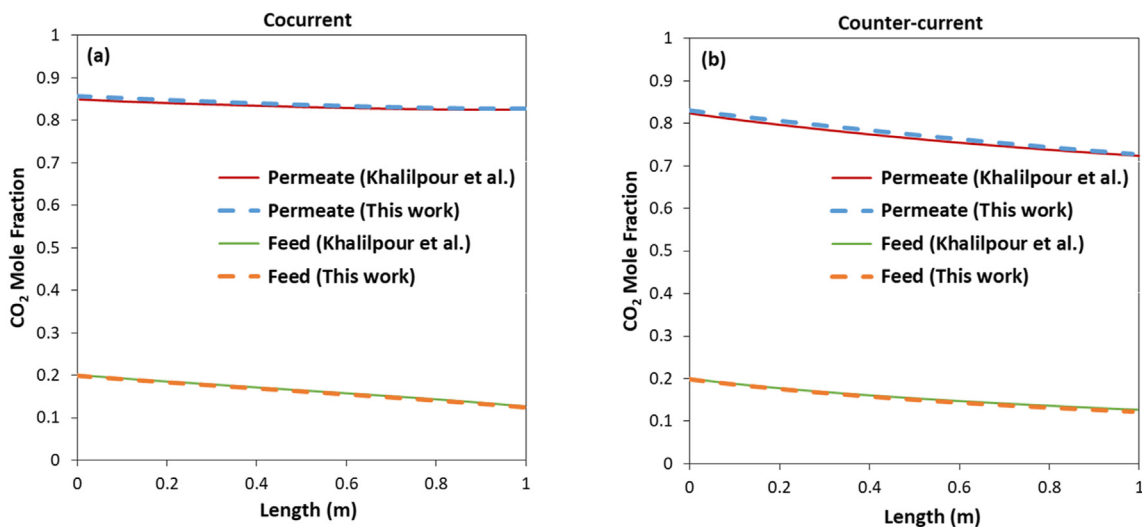 Cocurrent
(a)
1
0.9
0.8
0.7
0.6
0.5
0.4
0.3
0.2
0.1
0
CO₂ Mole Fraction
Permeate (Khalilpour et al.)
Permeate (This work)
Feed (Khalilpour et al.)
Feed (This work)
0 0.2 0.4 0.6 0.8 1
Length (m)
Counter-current
(b)
1
0.9
0.8
0.7
0.6
0.5
0.4
0.3
0.2
0.1
0
CO₂ Mole Fraction
Permeate (Khalilpour et al.)
Permeate (This work)
Feed (Khalilpour et al.)
Feed (This work)
0 0.2 0.4 0.6 0.8 1
Length (m)